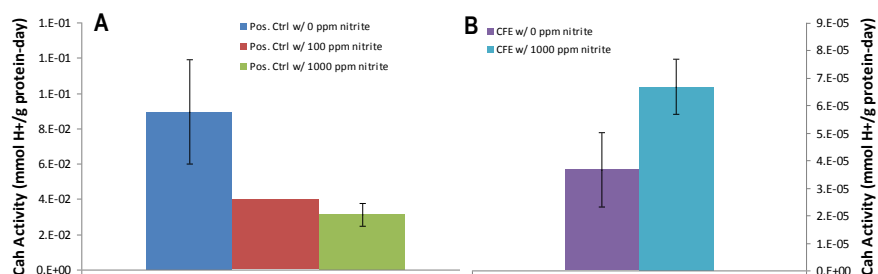 A
Cah Activity (mmol H+/g protein-day)
1.E-01
1.E-01
1.E-01
8.E-02
6.E-02
4.E-02
2.E-02
0.E+00
Pos. Ctrl w/ 0 ppm nitrite
Pos. Ctrl w/ 100 ppm nitrite
Pos. Ctrl w/ 1000 ppm nitrite
B
CFE w/ 0 ppm nitrite
CFE w/ 1000 ppm nitrite
9.E-05
8.E-05
7.E-05
6.E-05
5.E-05
4.E-05
3.E-05
2.E-05
1.E-05
0.E+00
Cah Activity (mmol H+/g protein-day)